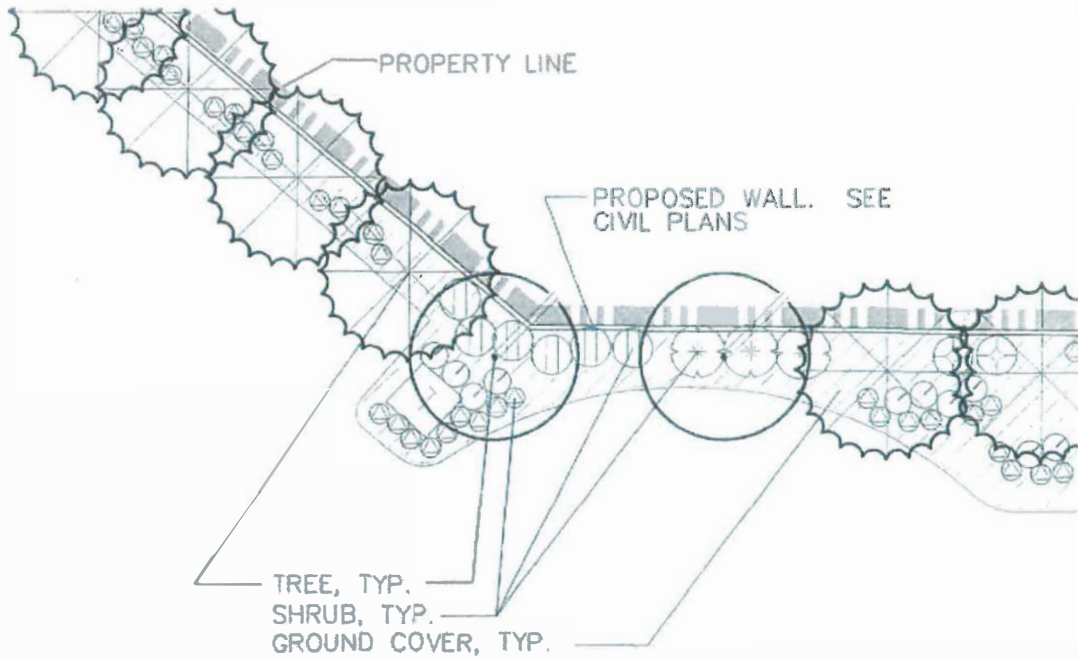 PROPERTY LINE
PROPOSED WALL. SEE
CIVIL PLANS
TREE, TYP.
SHRUB, TYP.
GROUND COVER, TYP.